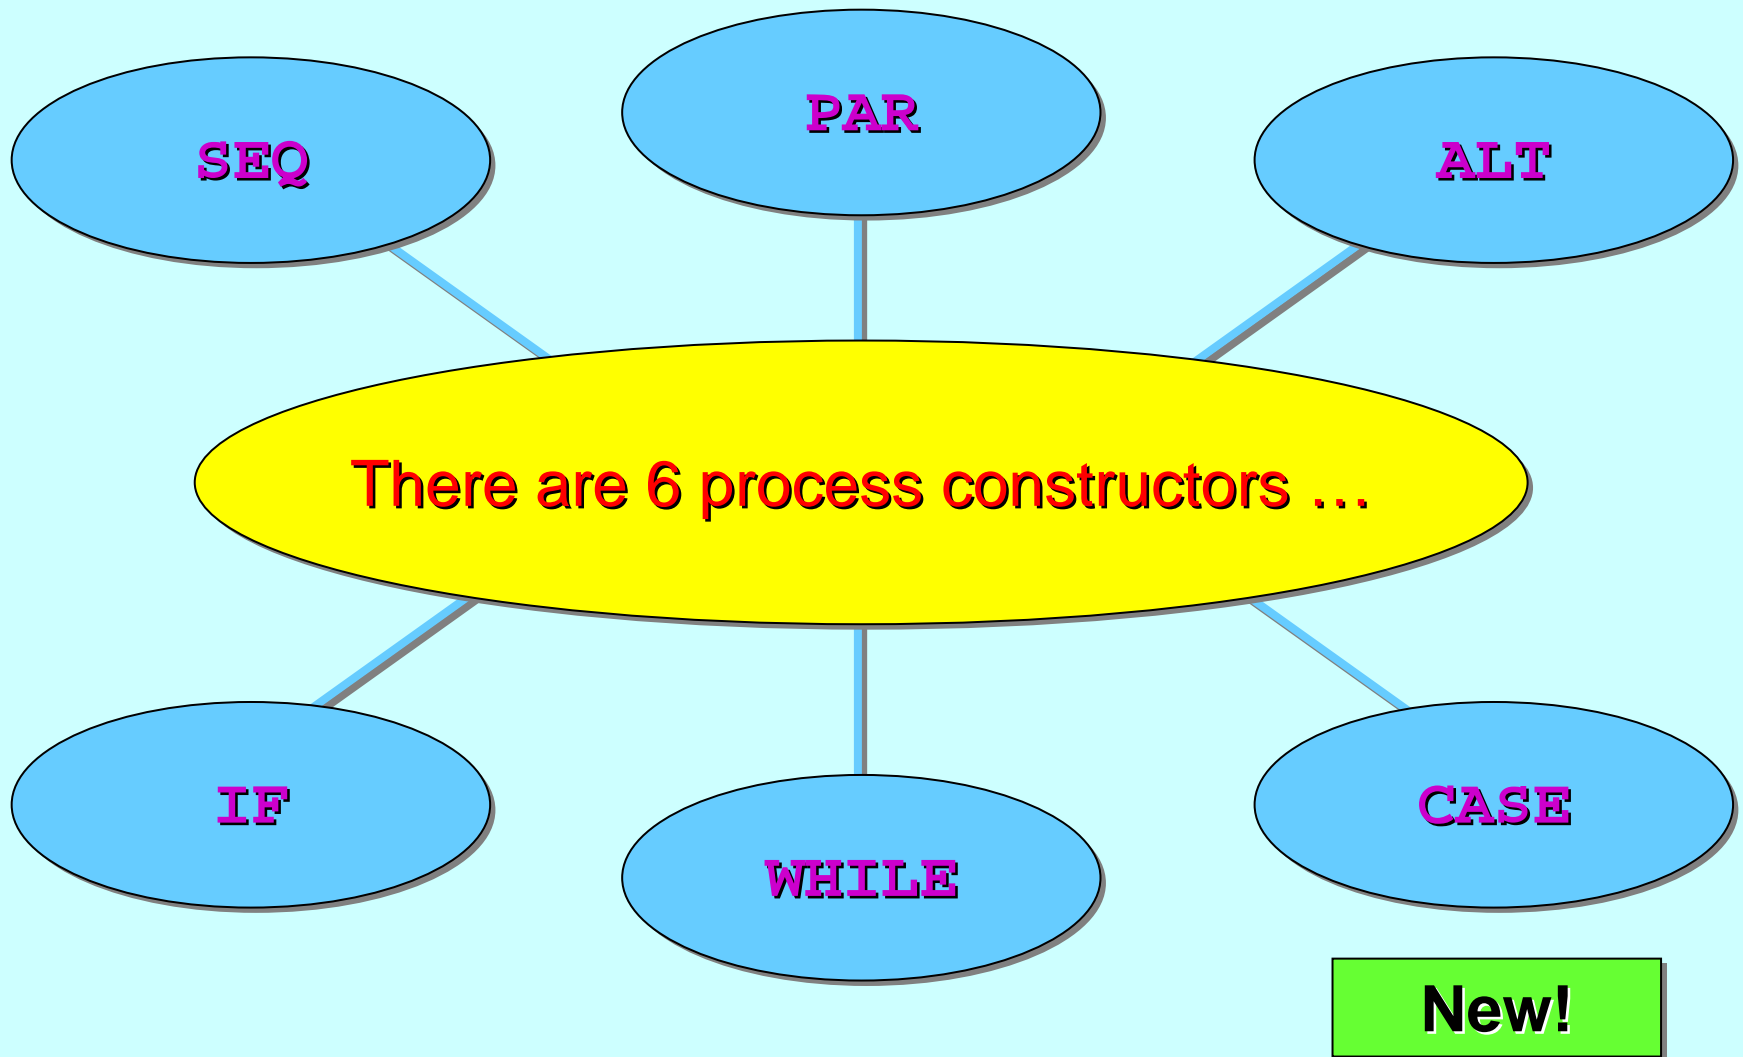 SEQ
PAR
ALT
There are 6 process constructors …
IF
WHILE
CASE
New!